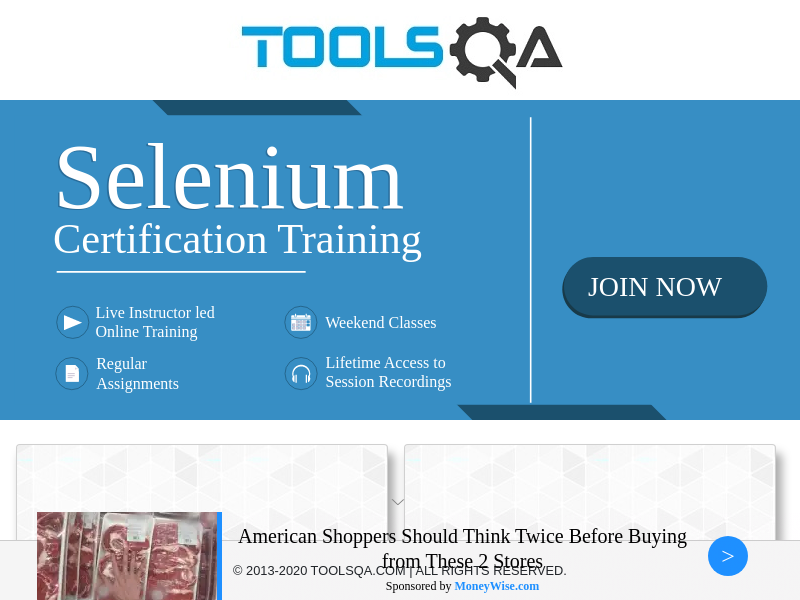 TOOLSQA
Selenium
Certification Training
JOIN NOW
Live Instructor led
Online Training
Weekend Classes
Regular
Assignments
Lifetime Access to
Session Recordings
American Shoppers Should Think Twice Before Buying
from These 2 Stores
© 2013-2020 TOOLSQA.COM | ALL RIGHTS RESERVED.
Sponsored by MoneyWise.com
>